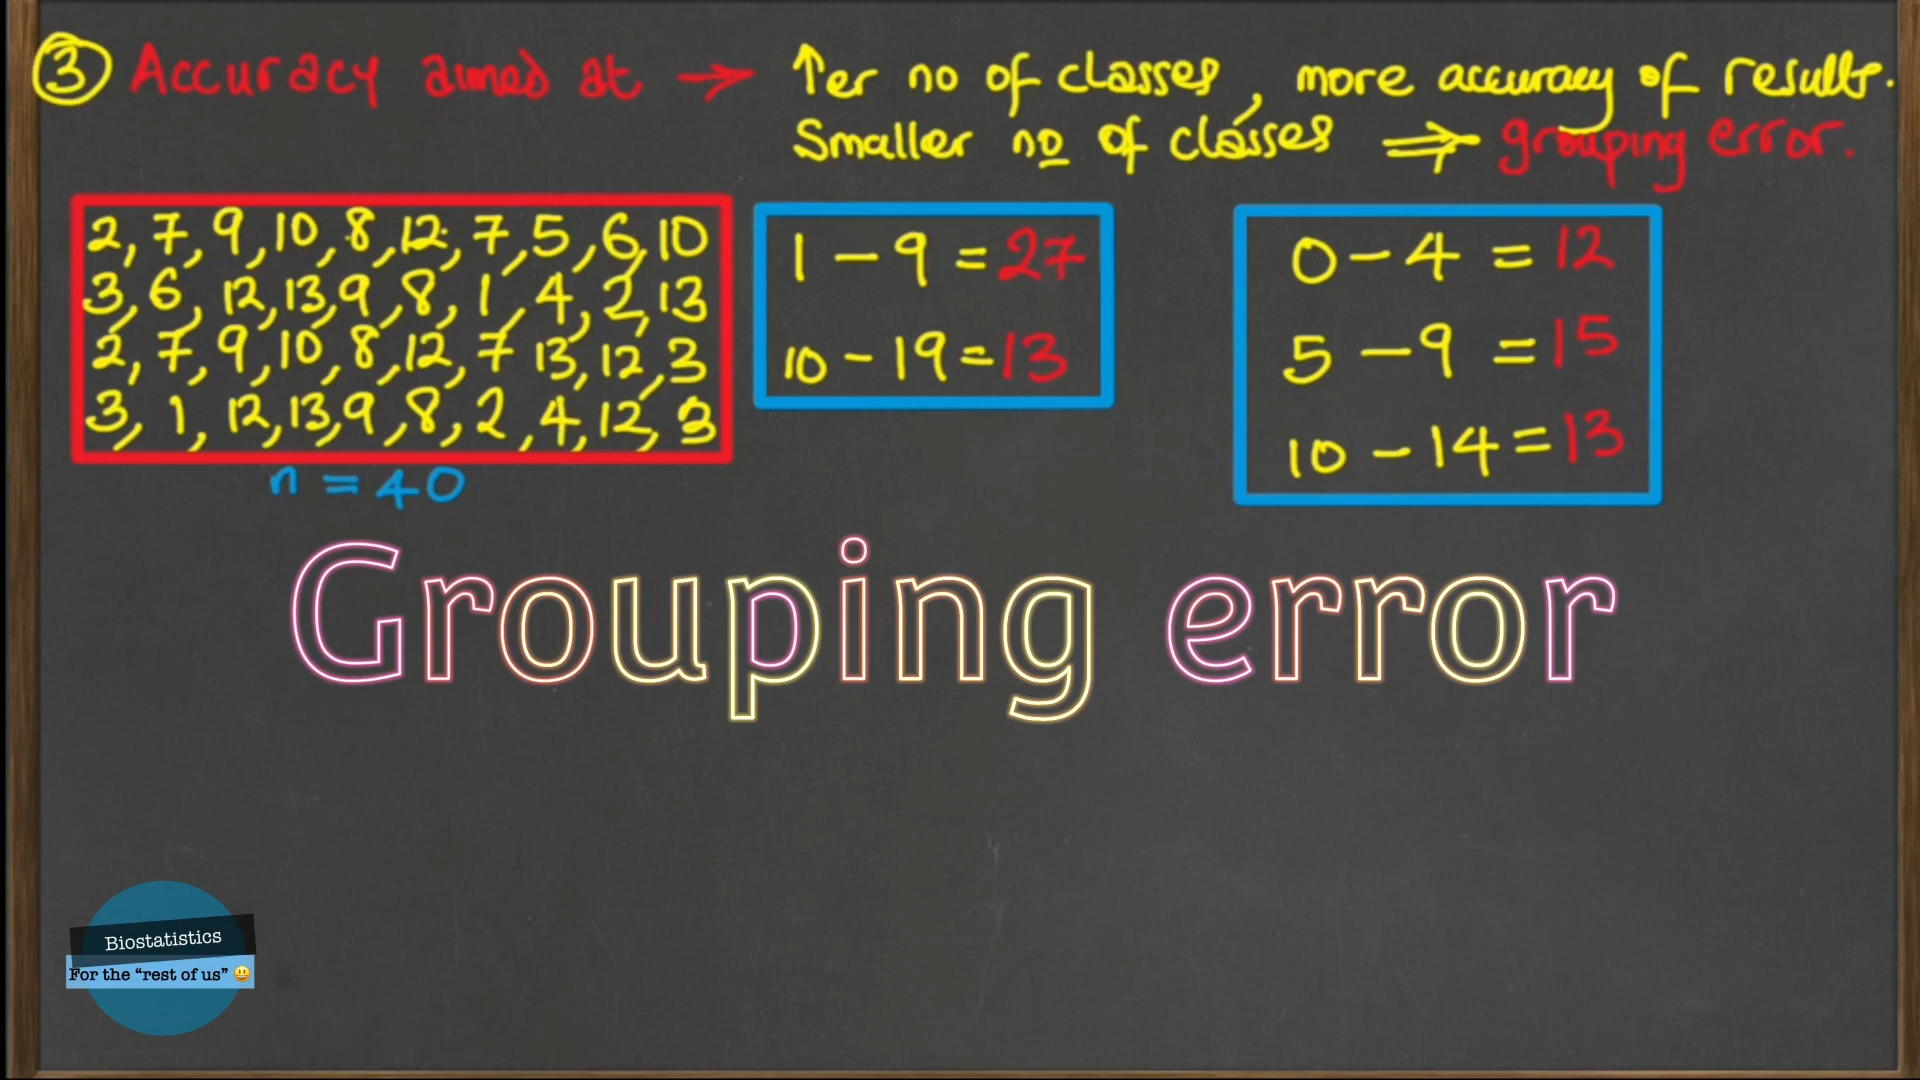 3 Accuracy aimed at → ↑er no of classes, more accuracy of results.
Smaller no of classes ⇒ grouping error.
2, 7, 9, 10, 8, 12, 7, 5, 6, 10
3, 6, 12, 13, 9, 8, 1, 4, 2, 13
2, 7, 9, 10, 8, 12, 7 13, 12, 3
3, 1, 12, 13, 9, 8, 2, 4, 12, 3
n = 40
1 - 9 = 27
10 - 19 = 13
0 - 4 = 12
5 - 9 = 15
10 - 14 = 13
Grouping error
Biostatistics
For the “rest of us” 😃